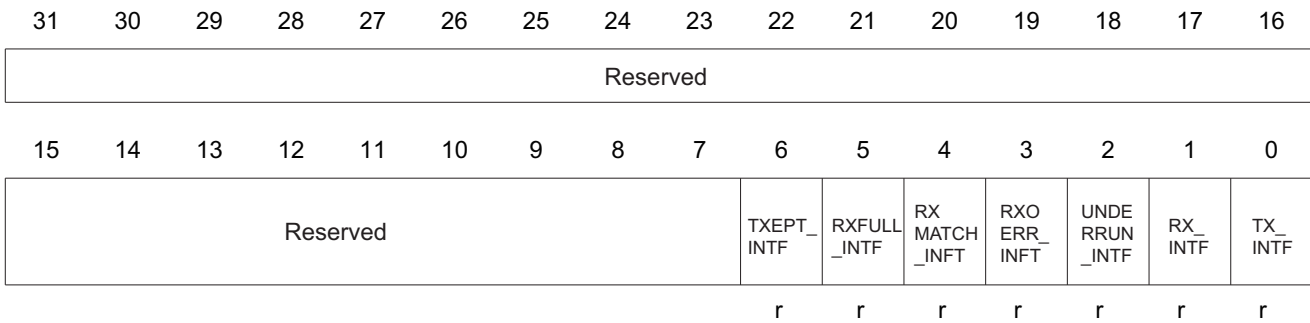 31 30 29 28 27 26 25 24 23 22 21 20 19 18 17 16
Reserved
15 14 13 12 11 10 9 8 7 6 5 4 3 2 1 0
Reserved
TXEPT_
INTF
RXFULL
_INTF
RX
MATCH
_INFT
RXO
ERR_
INFT
UNDE
RRUN
_INTF
RX_
INTF
TX_
INTF
r r r r r r r